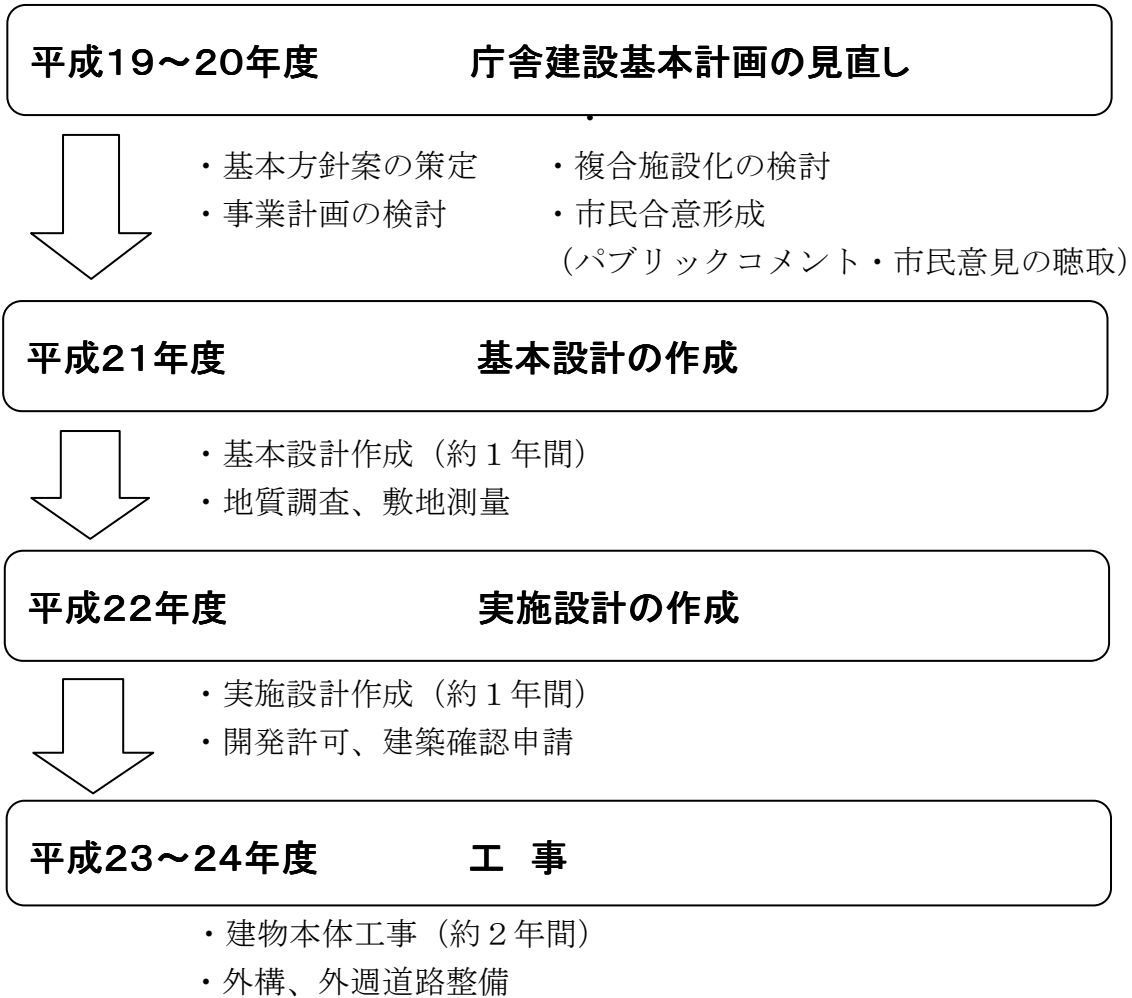 平成19～20年度 庁舎建設基本計画の見直し
・基本方針案の策定 ・複合施設化の検討
・事業計画の検討 ・市民合意形成
（パブリックコメント・市民意見の聴取）
平成21年度 基本設計の作成
・基本設計作成（約１年間）
・地質調査、敷地測量
平成22年度 実施設計の作成
・実施設計作成（約１年間）
・開発許可、建築確認申請
平成23～24年度 工 事
・建物本体工事（約２年間）
・外構、外週道路整備